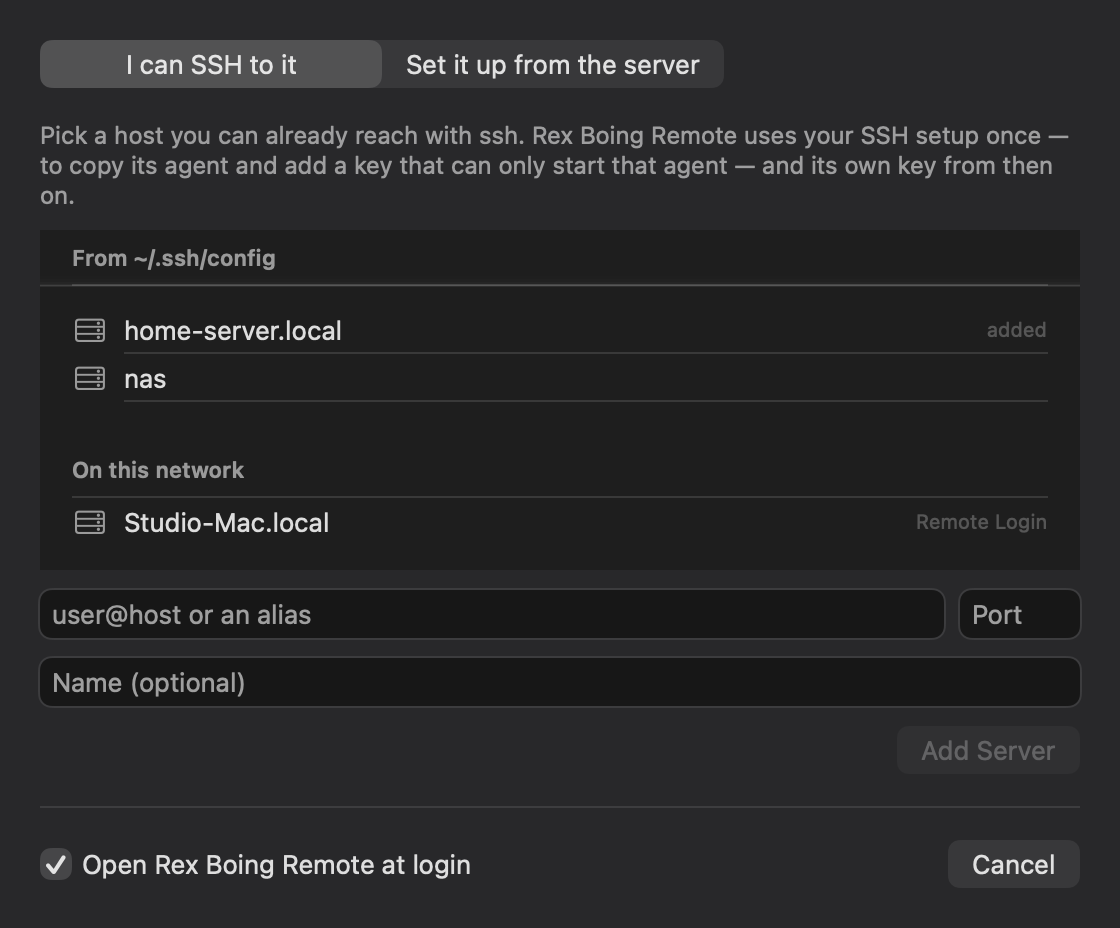 I can SSH to it
Set it up from the server
Pick a host you can already reach with ssh. Rex Boing Remote uses your SSH setup once —
to copy its agent and add a key that can only start that agent — and its own key from then
on.
From ~/.ssh/config
home-server.local
added
nas
On this network
Studio-Mac.local
Remote Login
user@host or an alias
Port
Name (optional)
Add Server
Open Rex Boing Remote at login
Cancel